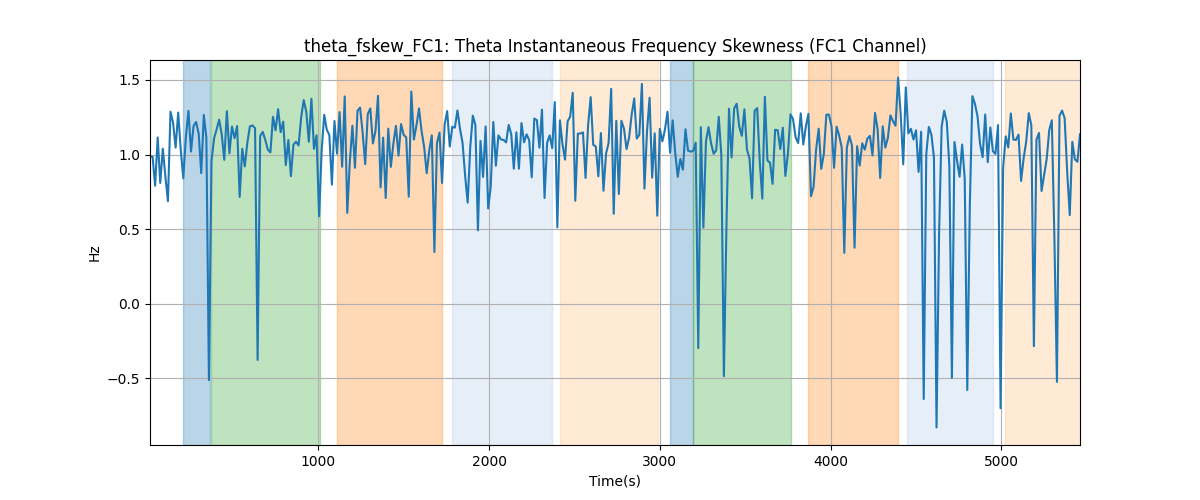 theta_fskew_FC1: Theta Instantaneous Frequency Skewness (FC1 Channel)
1.5
1.0
0.5
0.0
−0.5
Hz
1000 2000 3000 4000 5000
Time(s)